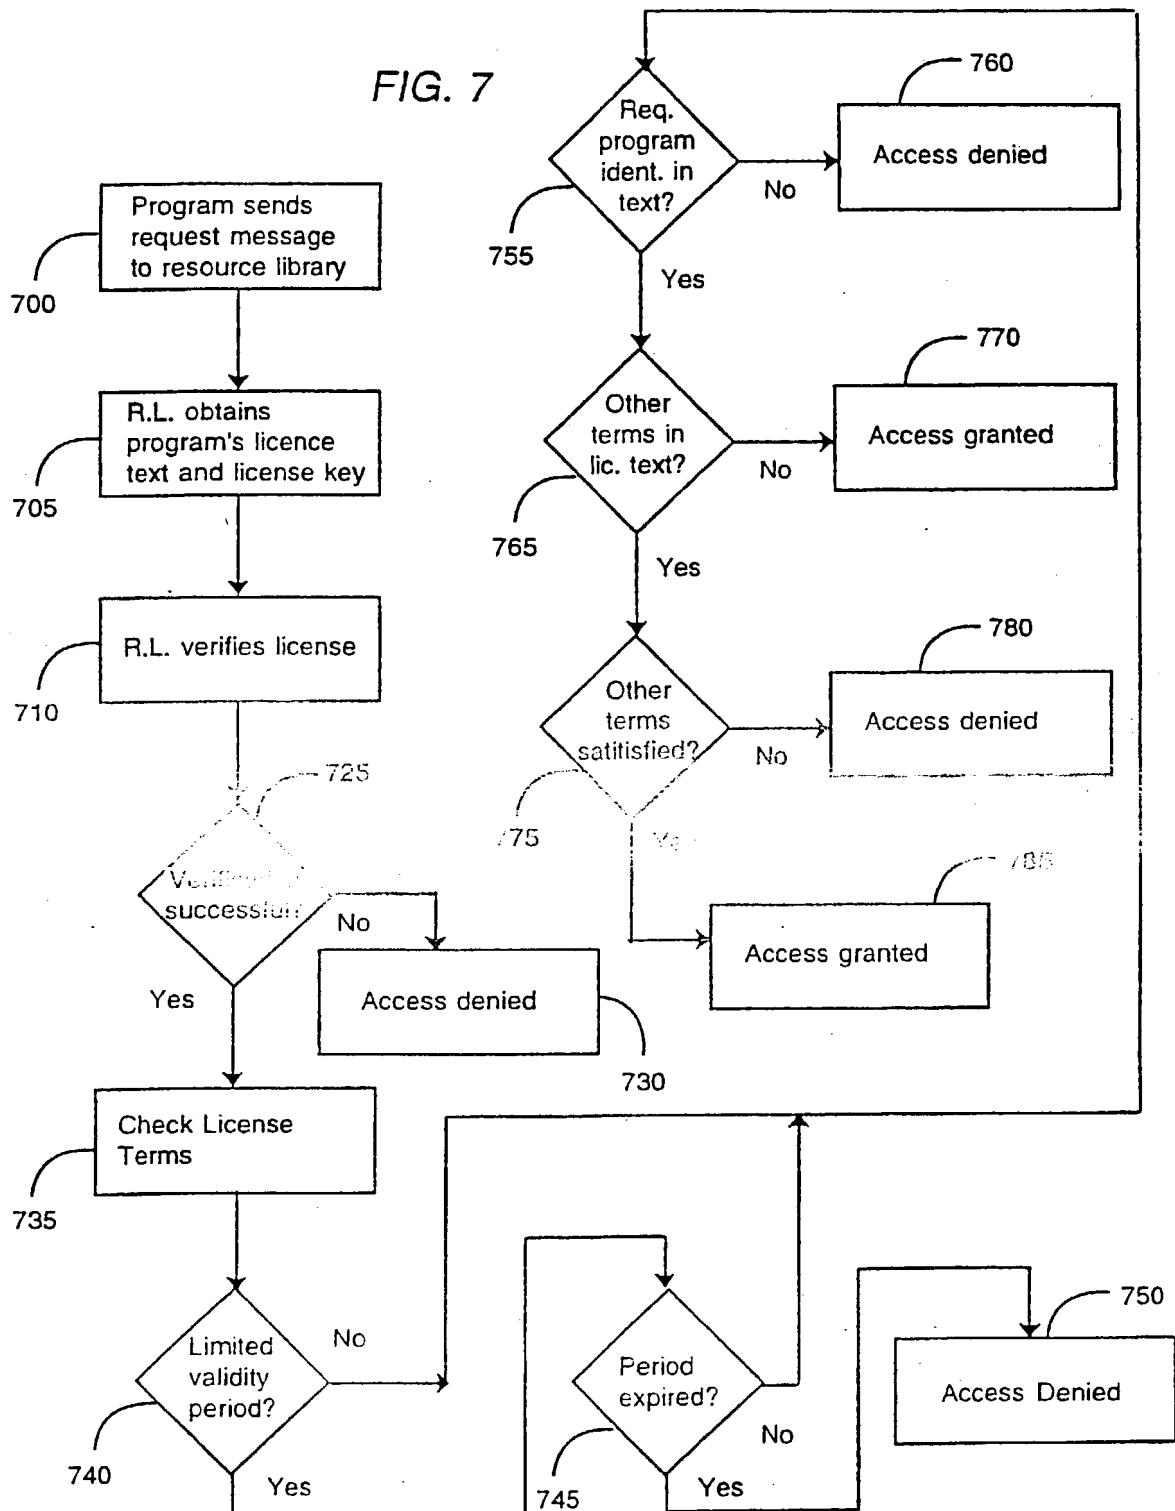 FIG. 7
Program sends
request message
to resource library
700
R.L. obtains
program's licence
text and license key
705
R.L. verifies license
710
725
successful
No
Yes
Access denied
730
Check License
Terms
735
Limited
validity
period?
No
740
Yes
Period
expired?
No
745
Yes
750
Access Denied
Req.
program
ident. in
text?
755
No
760
Access denied
Yes
Other
terms in
lic. text?
765
No
770
Access granted
Yes
Other
terms
satitisfied?
775
No
780
Access denied
785
Access granted